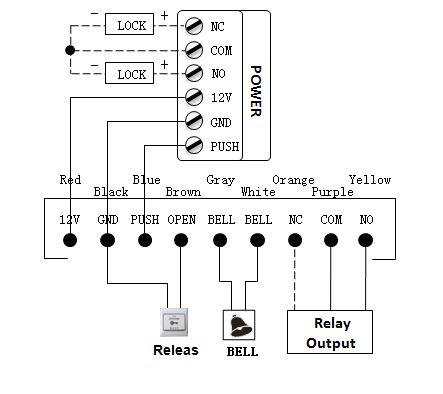 − LOCK + NC
COM
− LOCK + NO
12V
GND
PUSH
POWER
Red Blue Gray Orange Yellow
Black Brown White Purple
12V GND PUSH OPEN BELL BELL NC COM NO
Releas
BELL
Relay
Output